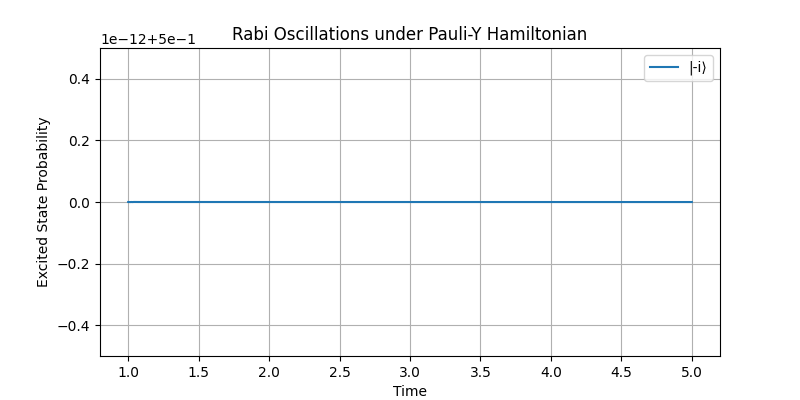 Rabi Oscillations under Pauli-Y Hamiltonian
1e−12+5e−1
|-i⟩
0.4
0.2
0.0
−0.2
−0.4
Excited State Probability
1.0 1.5 2.0 2.5 3.0 3.5 4.0 4.5 5.0
Time